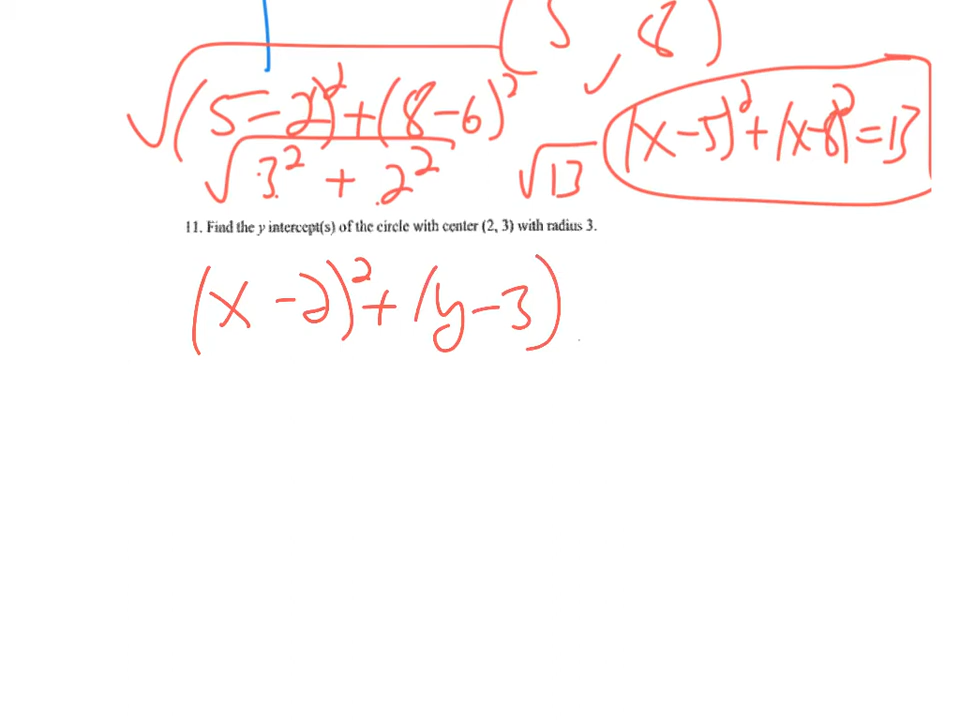 (5, 8)
√(5-2)²+(8-6)²
(x-5)²+(x-8)²=13
√3² + 2²
√13
11. Find the y intercept(s) of the circle with center (2, 3) with radius 3.
(x-2)²+(y-3)